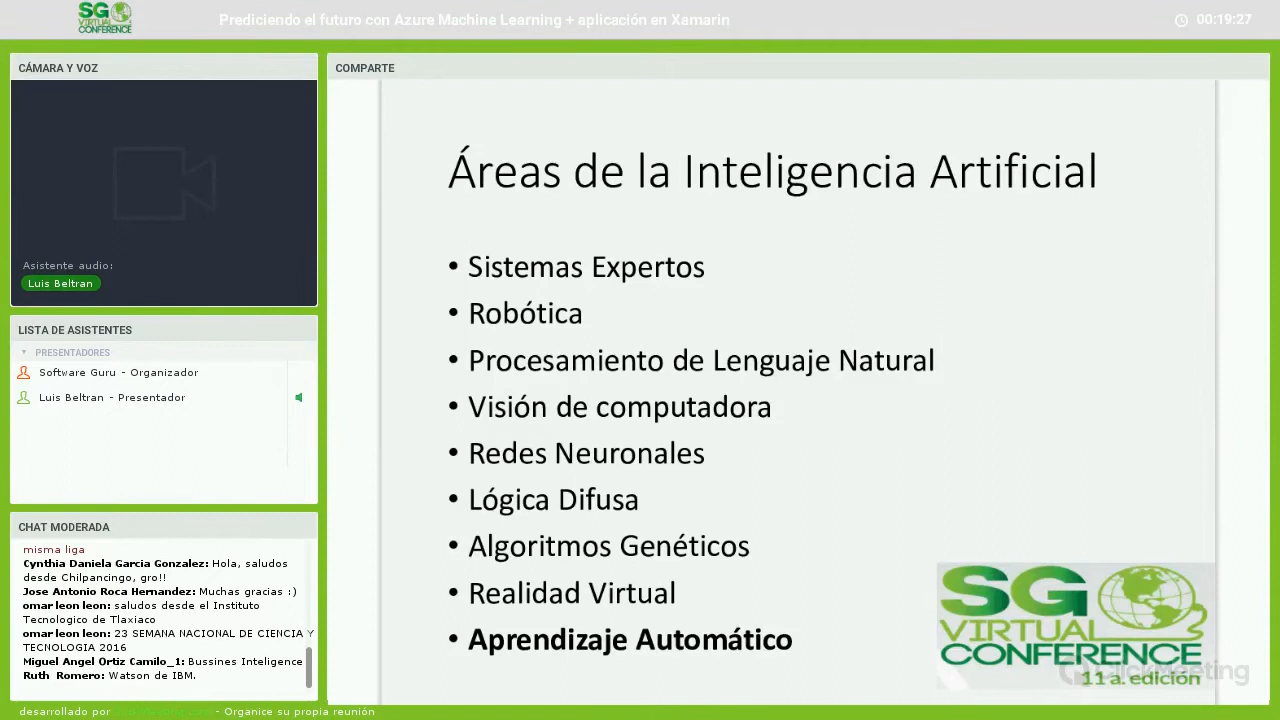 SG
VIRTUAL
CONFERENCE
Prediciendo el futuro con Azure Machine Learning + aplicación en Xamarin
00:19:27
CÁMARA Y VOZ
Asistente audio:
Luis Beltran
LISTA DE ASISTENTES
PRESENTADORES
Software Guru - Organizador
Luis Beltran - Presentador
CHAT MODERADA
misma liga
Cynthia Daniela Garcia Gonzalez: Hola, saludos
desde Chilpancingo, gro!!
Jose Antonio Roca Hernandez: Muchas gracias :)
omar leon leon: saludos desde el Instituto
Tecnologico de Tlaxiaco
omar leon leon: 23 SEMANA NACIONAL DE CIENCIA Y
TECNOLOGIA 2016
Miguel Angel Ortiz Camilo_1: Bussines Inteligence
Ruth Romero: Watson de IBM.
desarrollado por - Organice su propia reunión
COMPARTE
Áreas de la Inteligencia Artificial
• Sistemas Expertos
• Robótica
• Procesamiento de Lenguaje Natural
• Visión de computadora
• Redes Neuronales
• Lógica Difusa
• Algoritmos Genéticos
• Realidad Virtual
• Aprendizaje Automático
SG
VIRTUAL
CONFERENCE
11 a. edición
ClickMeeting